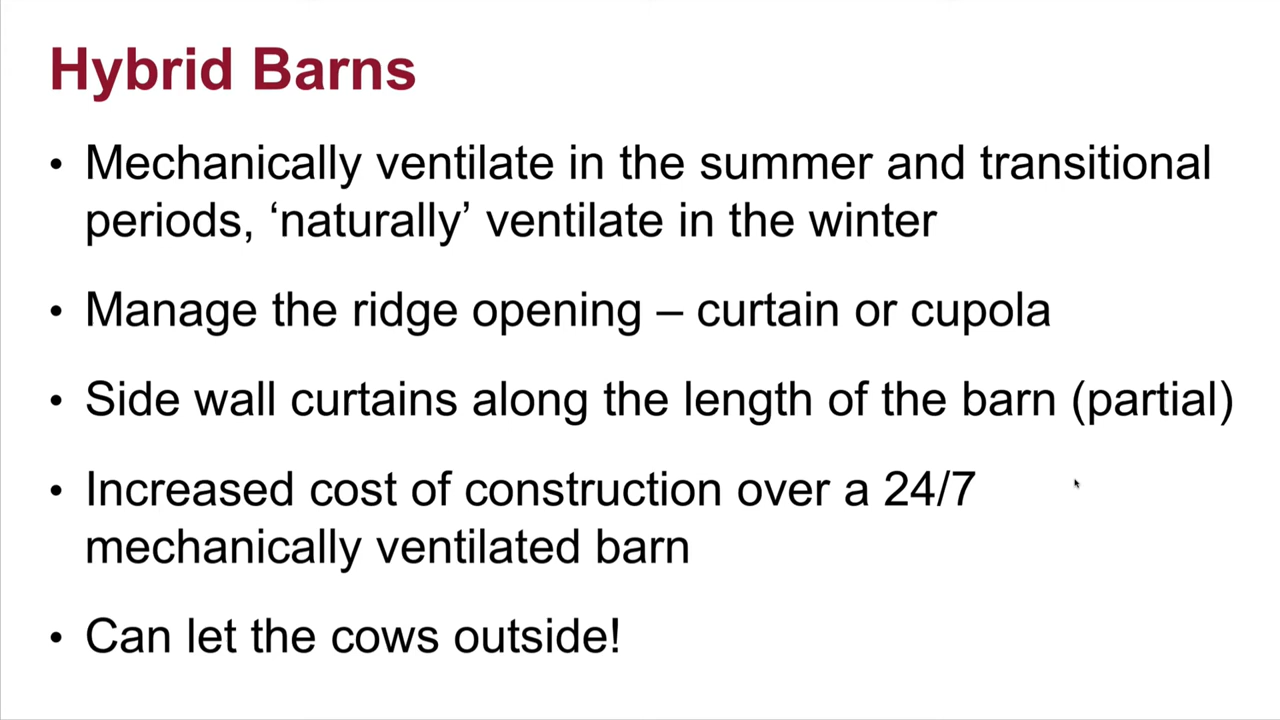 Hybrid Barns
• Mechanically ventilate in the summer and transitional
periods, ‘naturally’ ventilate in the winter
• Manage the ridge opening – curtain or cupola
• Side wall curtains along the length of the barn (partial)
• Increased cost of construction over a 24/7
mechanically ventilated barn
• Can let the cows outside!